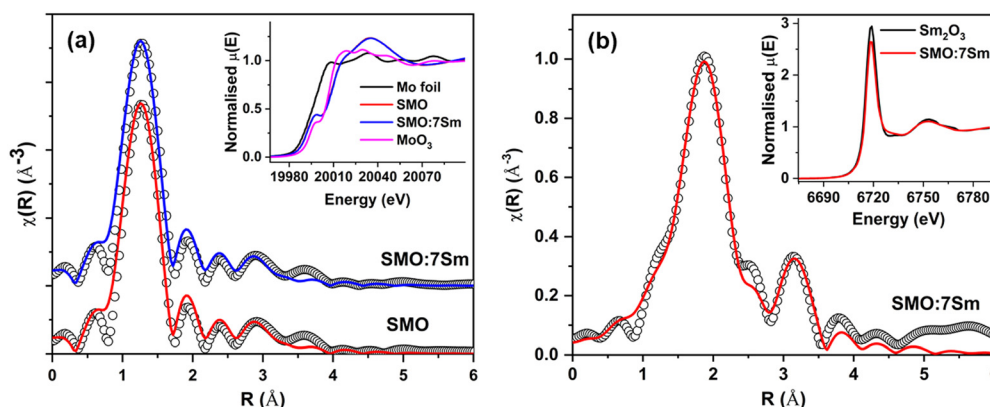 (a)
χ(R) (Å⁻³)
Normalised μ(E)
1.0
0.5
0.0
Mo foil
SMO
SMO:7Sm
MoO₃
19980 20010 20040 20070
Energy (eV)
SMO:7Sm
SMO
0 1 2 3 4 5 6
R (Å)
(b)
χ(R) (Å⁻³)
1.0
0.8
0.6
0.4
0.2
0.0
Normalised μ(E)
3
2
1
0
Sm₂O₃
SMO:7Sm
6690 6720 6750 6780
Energy (eV)
SMO:7Sm
0 1 2 3 4 5 6
R (Å)